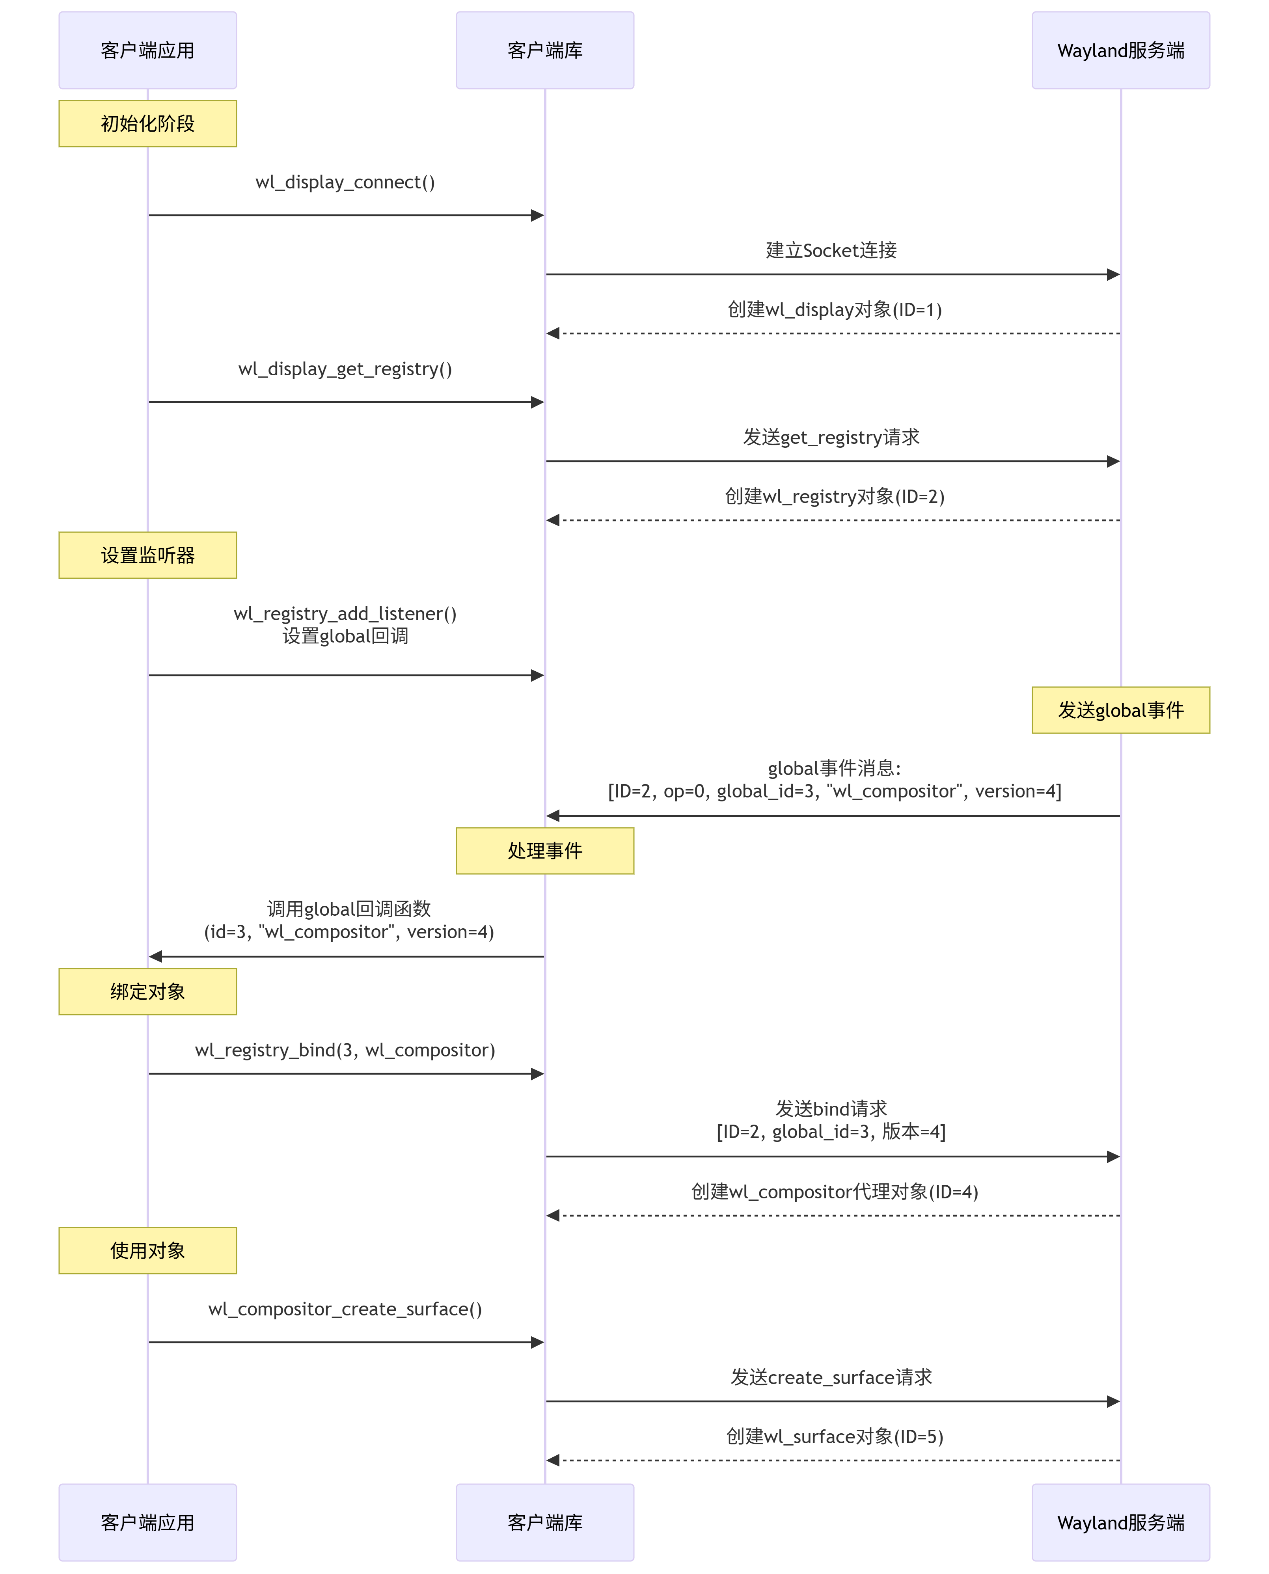 客户端应用
客户端库
Wayland服务端
初始化阶段
wl_display_connect()
建立Socket连接
创建wl_display对象(ID=1)
wl_display_get_registry()
发送get_registry请求
创建wl_registry对象(ID=2)
设置监听器
wl_registry_add_listener()
设置global回调
发送global事件
global事件消息:
[ID=2, op=0, global_id=3, "wl_compositor", version=4]
处理事件
调用global回调函数
(id=3, "wl_compositor", version=4)
绑定对象
wl_registry_bind(3, wl_compositor)
发送bind请求
[ID=2, global_id=3, 版本=4]
创建wl_compositor代理对象(ID=4)
使用对象
wl_compositor_create_surface()
发送create_surface请求
创建wl_surface对象(ID=5)
客户端应用
客户端库
Wayland服务端